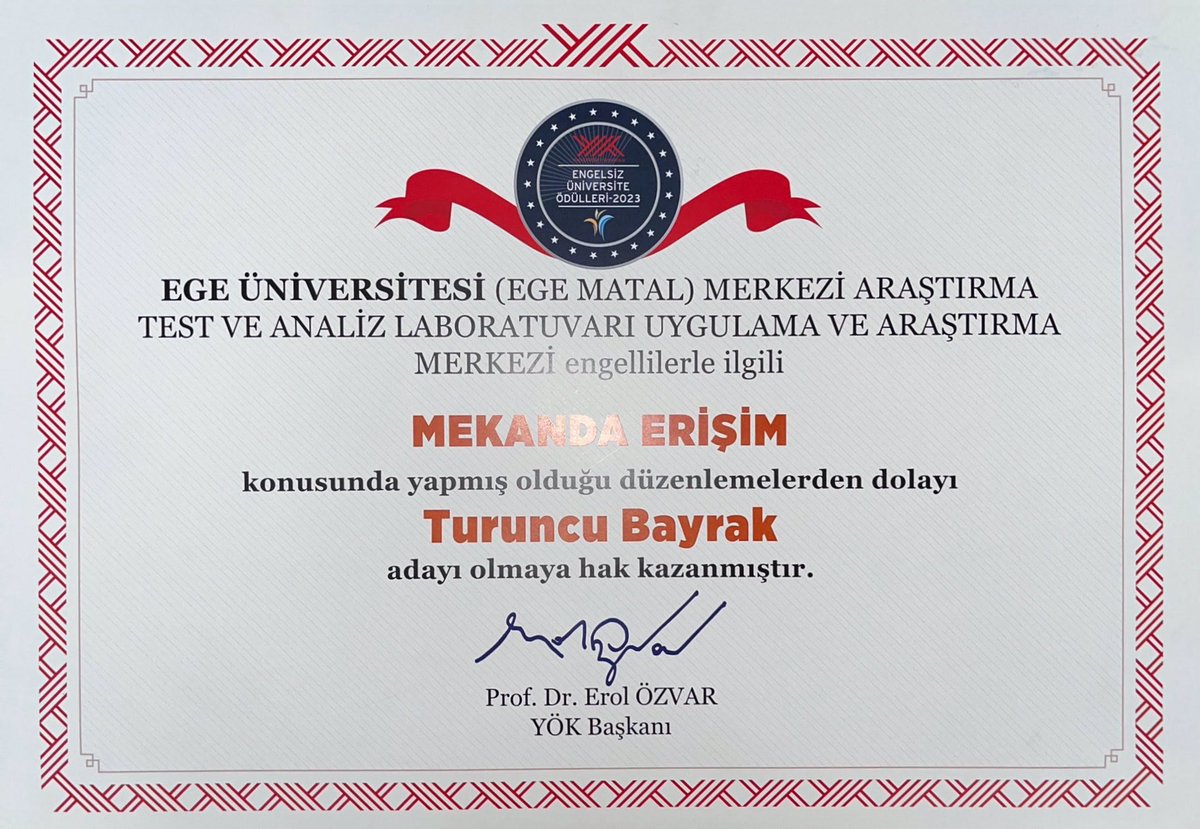 ENGELSİZ
ÜNİVERSİTE
ÖDÜLLERİ-2023
EGE ÜNİVERSİTESİ (EGE MATAL) MERKEZİ ARAŞTIRMA
TEST VE ANALİZ LABORATUVARI UYGULAMA VE ARAŞTIRMA
MERKEZİ engellilerle ilgili
MEKANDA ERİŞİM
konusunda yapmış olduğu düzenlemelerden dolayı
Turuncu Bayrak
adayı olmaya hak kazanmıştır.
Prof. Dr. Erol ÖZVAR
YÖK Başkanı